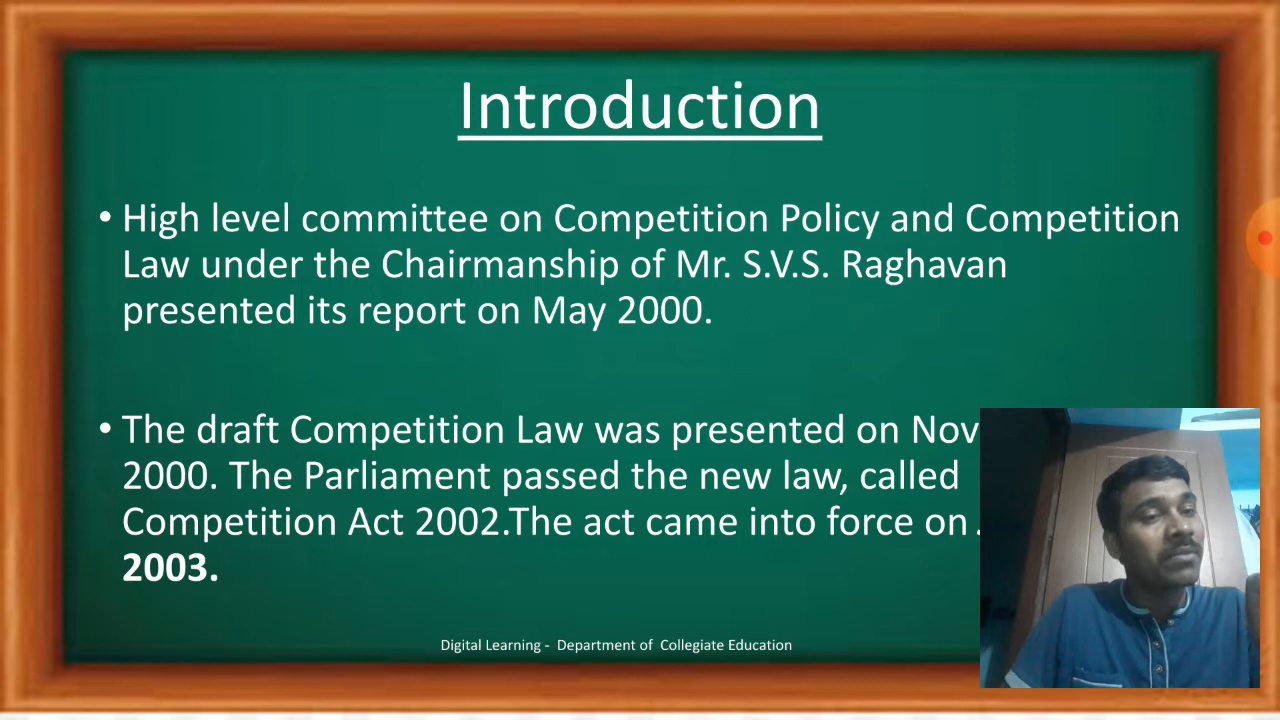 Introduction
• High level committee on Competition Policy and Competition
Law under the Chairmanship of Mr. S.V.S. Raghavan
presented its report on May 2000.
• The draft Competition Law was presented on Nov
2000. The Parliament passed the new law, called
Competition Act 2002.The act came into force on
2003.
Digital Learning - Department of Collegiate Education